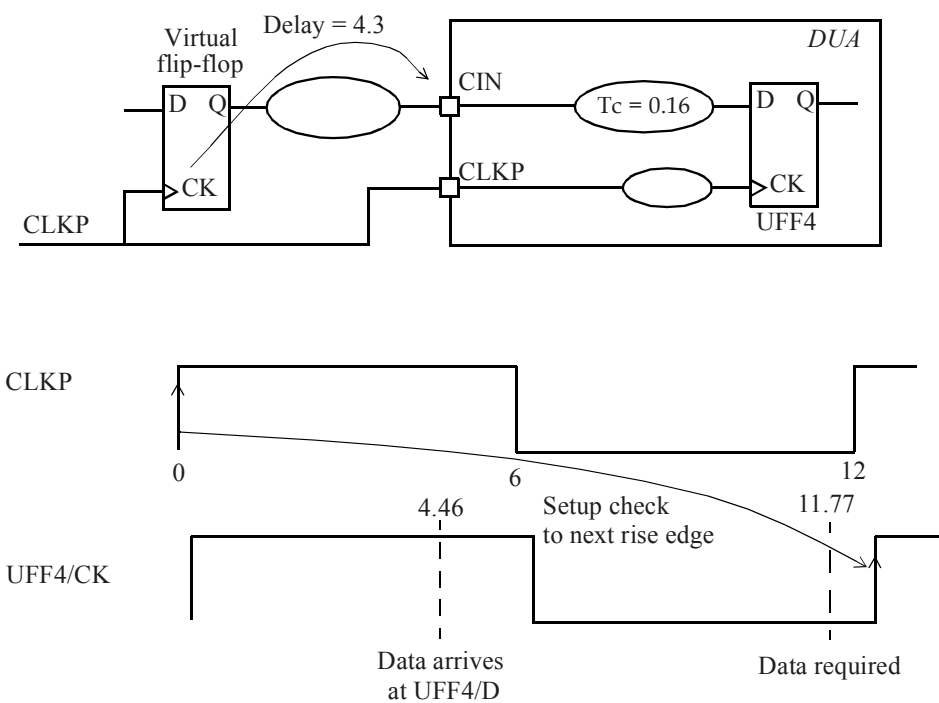 Delay = 4.3
Virtual
flip-flop
DUA
CIN
D
Q
Tc = 0.16
D
Q
CLKP
CK
CK
CLKP
UFF4
CLKP
0
6
12
4.46
Setup check
to next rise edge
11.77
UFF4/CK
Data arrives
at UFF4/D
Data required